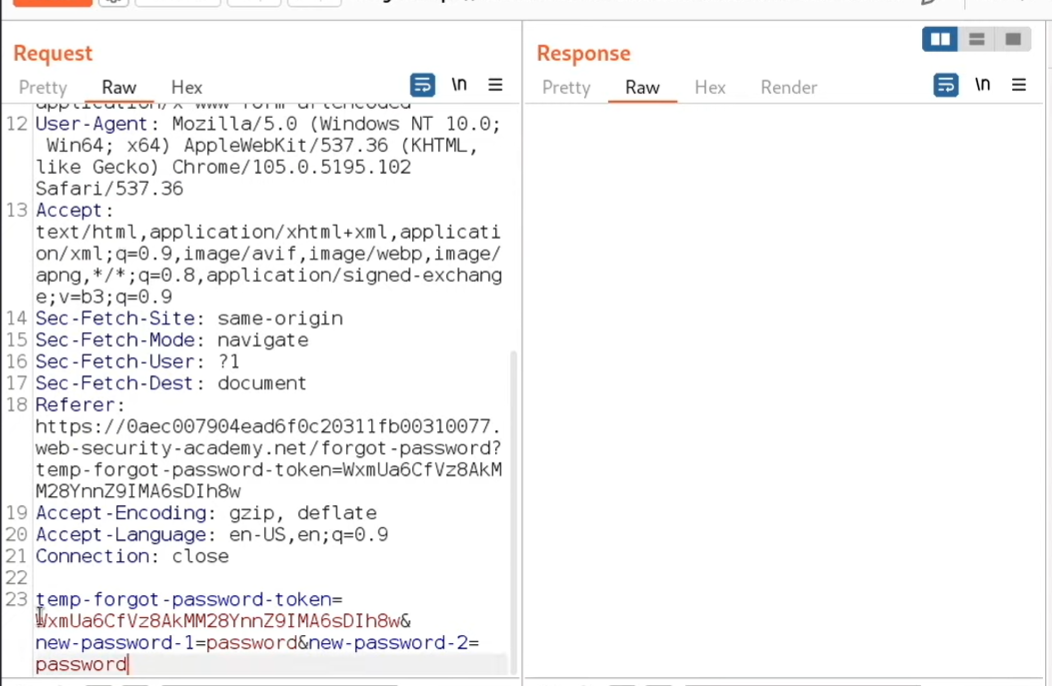 Request
Response
Pretty Raw Hex \n
Pretty Raw Hex Render \n
application/x-www-form-urlencoded
12 User-Agent: Mozilla/5.0 (Windows NT 10.0;
Win64; x64) AppleWebKit/537.36 (KHTML,
like Gecko) Chrome/105.0.5195.102
Safari/537.36
13 Accept:
text/html,application/xhtml+xml,applicati
on/xml;q=0.9,image/avif,image/webp,image/
apng,*/*;q=0.8,application/signed-exchang
e;v=b3;q=0.9
14 Sec-Fetch-Site: same-origin
15 Sec-Fetch-Mode: navigate
16 Sec-Fetch-User: ?1
17 Sec-Fetch-Dest: document
18 Referer:
https://0aec007904ead6f0c20311fb00310077.
web-security-academy.net/forgot-password?
temp-forgot-password-token=WxmUa6CfVz8AkM
M28YnnZ9IMA6sDIh8w
19 Accept-Encoding: gzip, deflate
20 Accept-Language: en-US,en;q=0.9
21 Connection: close
22
23 temp-forgot-password-token=
WxmUa6CfVz8AkMM28YnnZ9IMA6sDIh8w&
new-password-1=password&new-password-2=
password